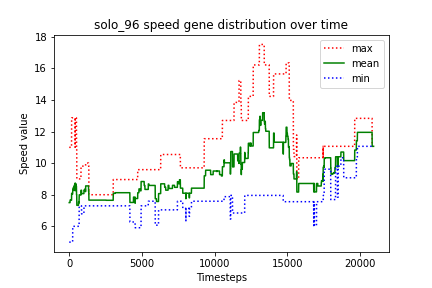 solo_96 speed gene distribution over time
18
16
14
12
10
8
6
Speed value
max
mean
min
0
5000
10000
15000
20000
Timesteps